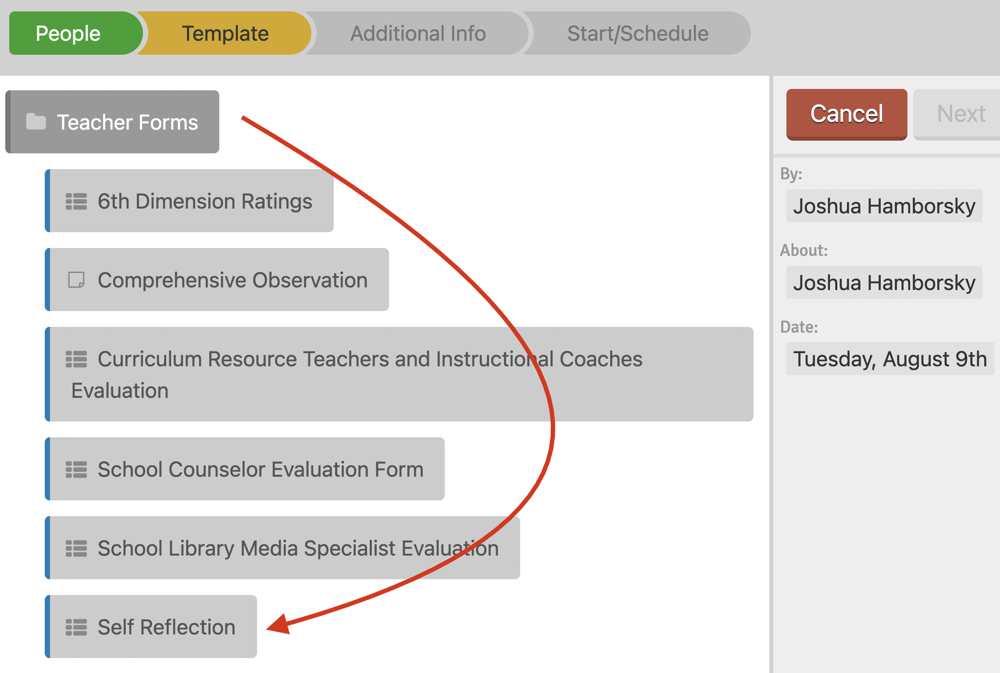 People
Template
Additional Info
Start/Schedule
Teacher Forms
6th Dimension Ratings
Comprehensive Observation
Curriculum Resource Teachers and Instructional Coaches
Evaluation
School Counselor Evaluation Form
School Library Media Specialist Evaluation
Self Reflection
Cancel
Next
By:
Joshua Hamborsky
About:
Joshua Hamborsky
Date:
Tuesday, August 9th